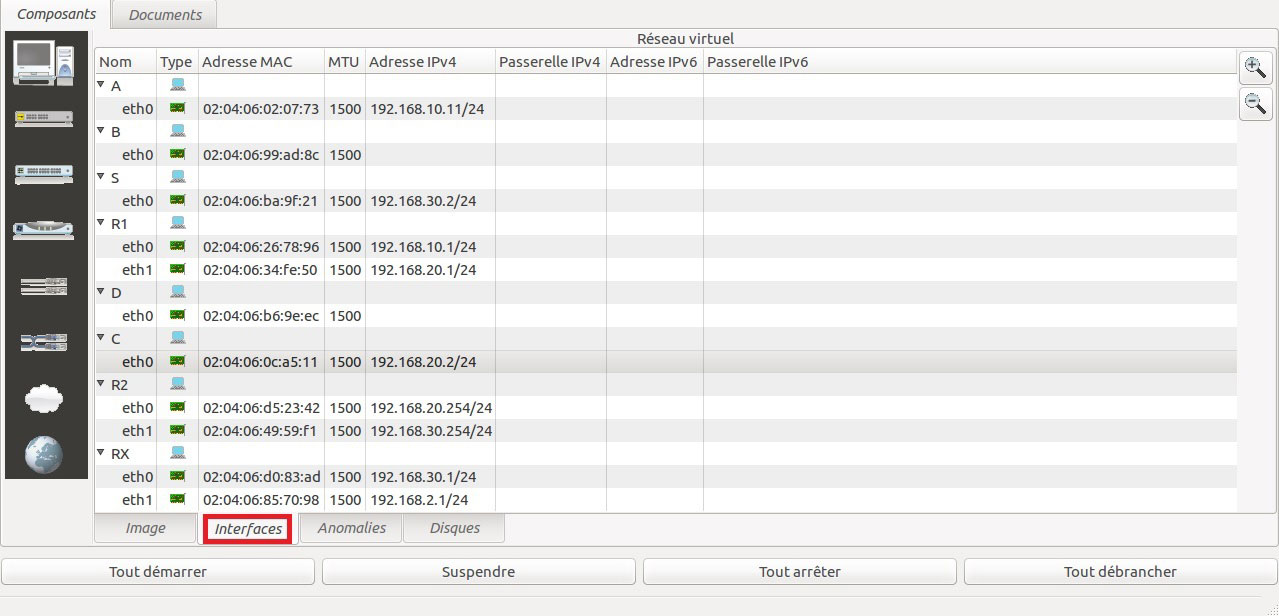 Composants Documents
Réseau virtuel
Nom Type Adresse MAC MTU Adresse IPv4 Passerelle IPv4 Adresse IPv6 Passerelle IPv6
A
eth0 02:04:06:02:07:73 1500 192.168.10.11/24
B
eth0 02:04:06:99:ad:8c 1500
S
eth0 02:04:06:ba:9f:21 1500 192.168.30.2/24
R1
eth0 02:04:06:26:78:96 1500 192.168.10.1/24
eth1 02:04:06:34:fe:50 1500 192.168.20.1/24
D
eth0 02:04:06:b6:9e:ec 1500
C
eth0 02:04:06:0c:a5:11 1500 192.168.20.2/24
R2
eth0 02:04:06:d5:23:42 1500 192.168.20.254/24
eth1 02:04:06:49:59:f1 1500 192.168.30.254/24
RX
eth0 02:04:06:d0:83:ad 1500 192.168.30.1/24
eth1 02:04:06:85:70:98 1500 192.168.2.1/24
Image Interfaces Anomalies Disques
Tout démarrer Suspendre Tout arrêter Tout débrancher